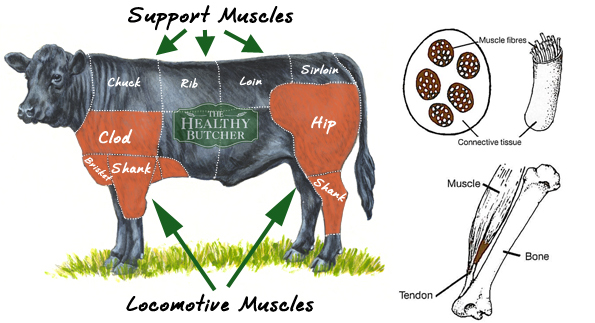 Support Muscles
Chuck
Rib
Loin
Sirloin
THE
HEALTHY
BUTCHER
Clod
Hip
Brisket
Shank
Shank
Locomotive Muscles
Muscle fibres
Connective tissue
Muscle
Bone
Tendon